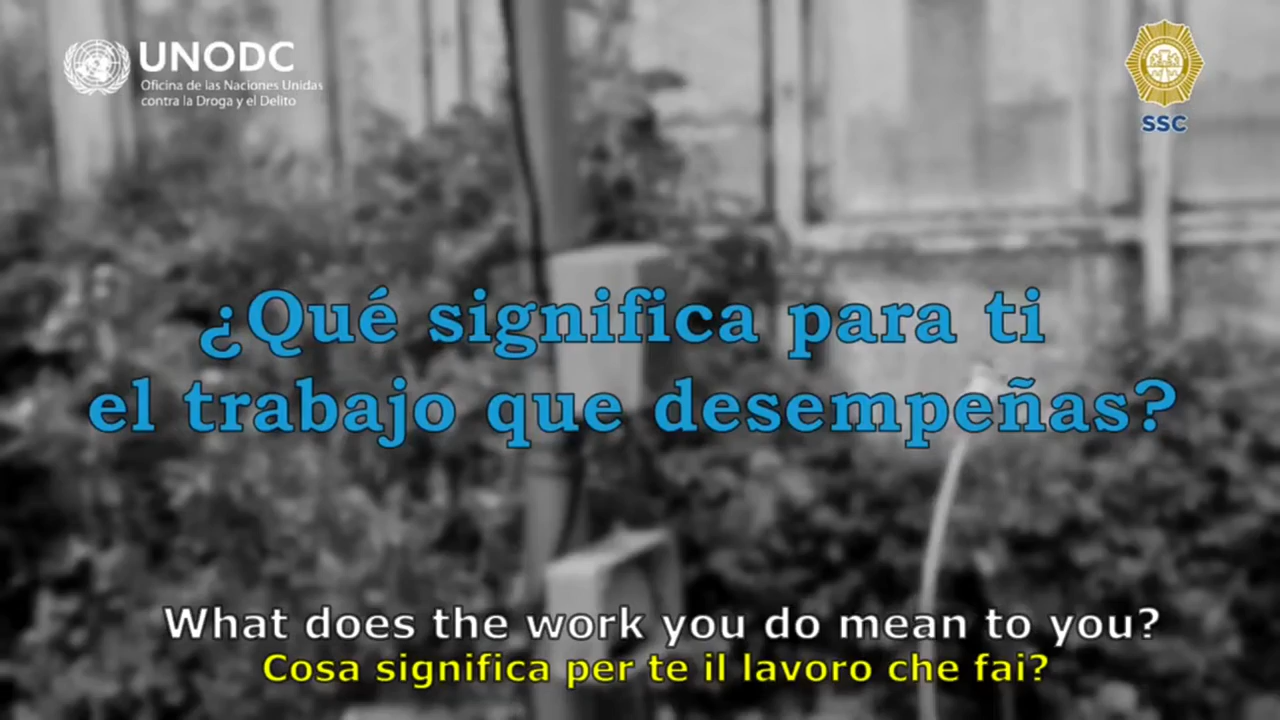 UNODC
Oficina de las Naciones Unidas
contra la Droga y el Delito
SSC
¿Qué significa para ti
el trabajo que desempeñas?
What does the work you do mean to you?
Cosa significa per te il lavoro che fai?